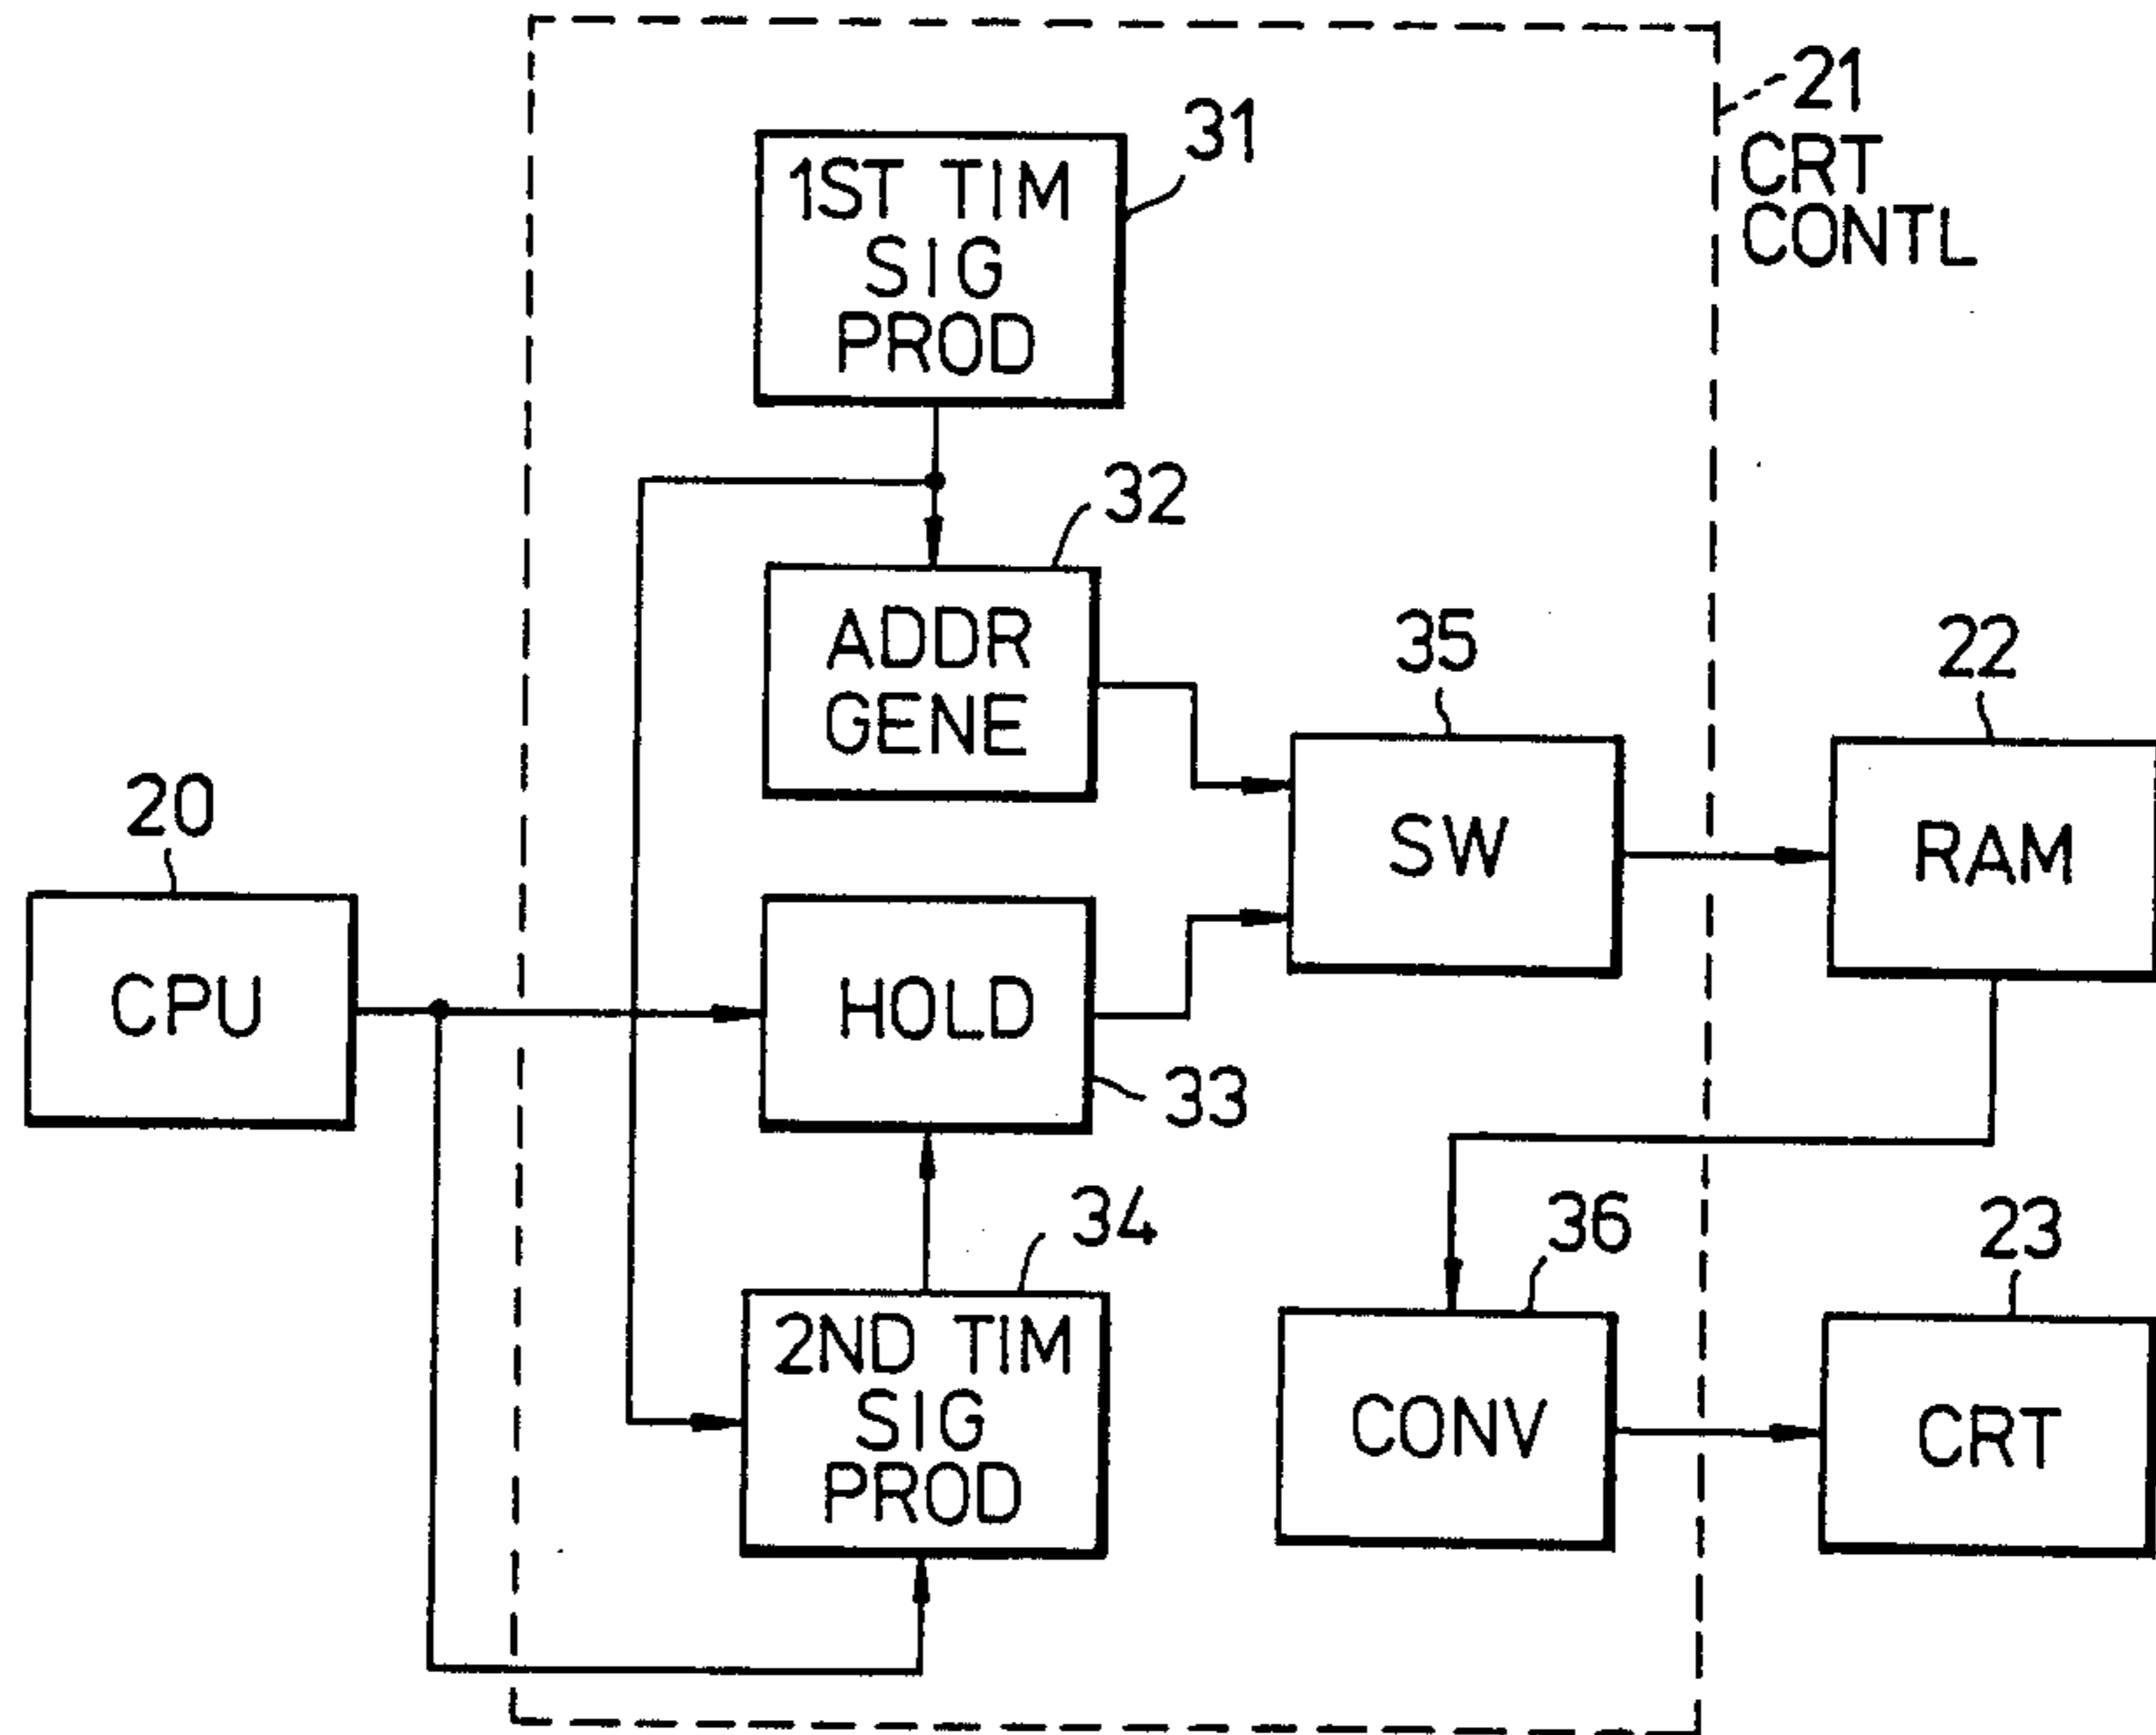 21
CRT
CONTL
31
1ST TIM
SIG
PROD
32
ADDR
GENE
35
SW
22
RAM
20
CPU
HOLD
33
34
2ND TIM
SIG
PROD
36
CONV
23
CRT